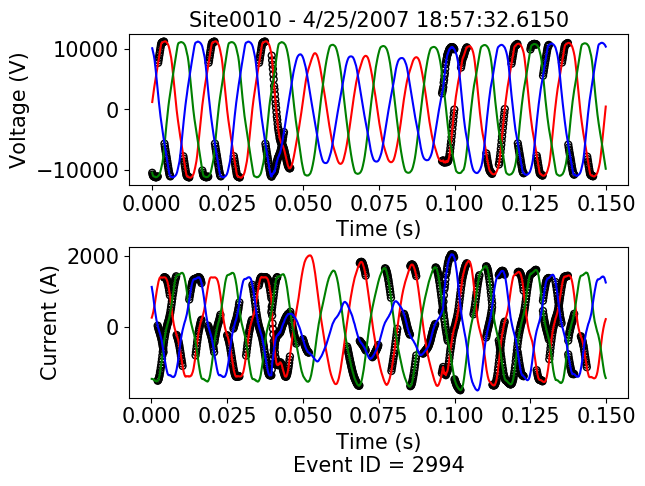 Site0010 - 4/25/2007 18:57:32.6150
Voltage (V)
10000
0
−10000
0.000 0.025 0.050 0.075 0.100 0.125 0.150
Time (s)
Current (A)
2000
0
0.000 0.025 0.050 0.075 0.100 0.125 0.150
Time (s)
Event ID = 2994